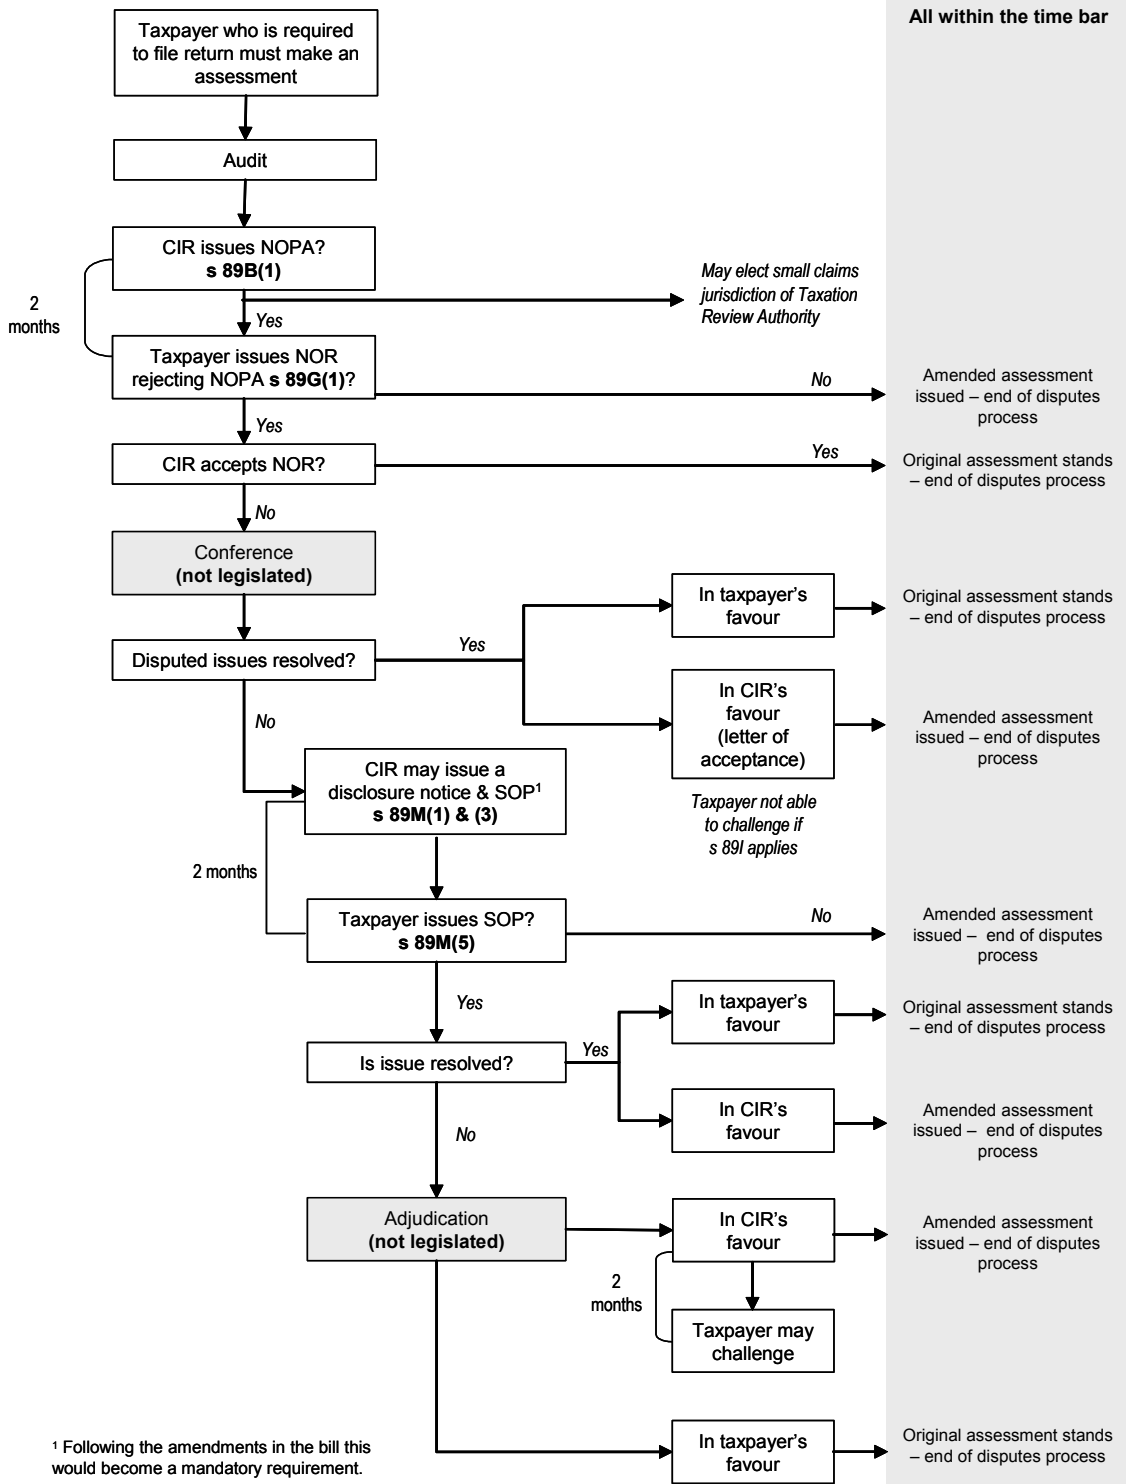 All within the time bar
Taxpayer who is required
to file return must make an
assessment
Audit
CIR issues NOPA?
s 89B(1)
2
months
May elect small claims
jurisdiction of Taxation
Review Authority
Yes
Taxpayer issues NOR
rejecting NOPA s 89G(1)?
No
Amended assessment
issued – end of disputes
process
Yes
CIR accepts NOR?
Yes
Original assessment stands
– end of disputes process
No
Conference
(not legislated)
In taxpayer's
favour
Original assessment stands
– end of disputes process
Disputed issues resolved?
Yes
In CIR's
favour
(letter of
acceptance)
Amended assessment
issued – end of disputes
process
No
CIR may issue a
disclosure notice & SOP¹
s 89M(1) & (3)
Taxpayer not able
to challenge if
s 89I applies
2 months
Taxpayer issues SOP?
s 89M(5)
No
Amended assessment
issued – end of disputes
process
Yes
In taxpayer's
favour
Original assessment stands
– end of disputes process
Is issue resolved?
Yes
In CIR's
favour
Amended assessment
issued – end of disputes
process
No
Adjudication
(not legislated)
In CIR's
favour
Amended assessment
issued – end of disputes
process
2
months
Taxpayer may
challenge
In taxpayer's
favour
Original assessment stands
– end of disputes process
¹ Following the amendments in the bill this
would become a mandatory requirement.